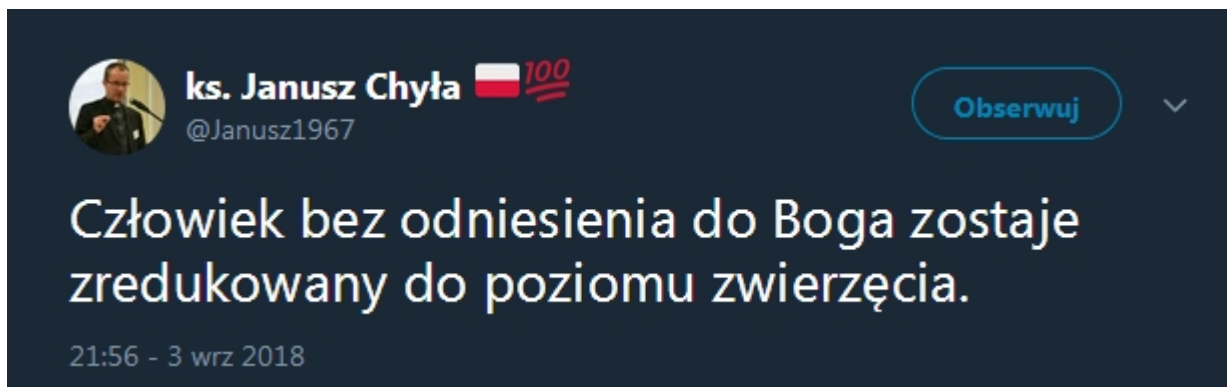 ks. Janusz Chyła 🇵🇱💯
@Janusz1967
Obserwuj
Człowiek bez odniesienia do Boga zostaje
zredukowany do poziomu zwierzęcia.
21:56 - 3 wrz 2018